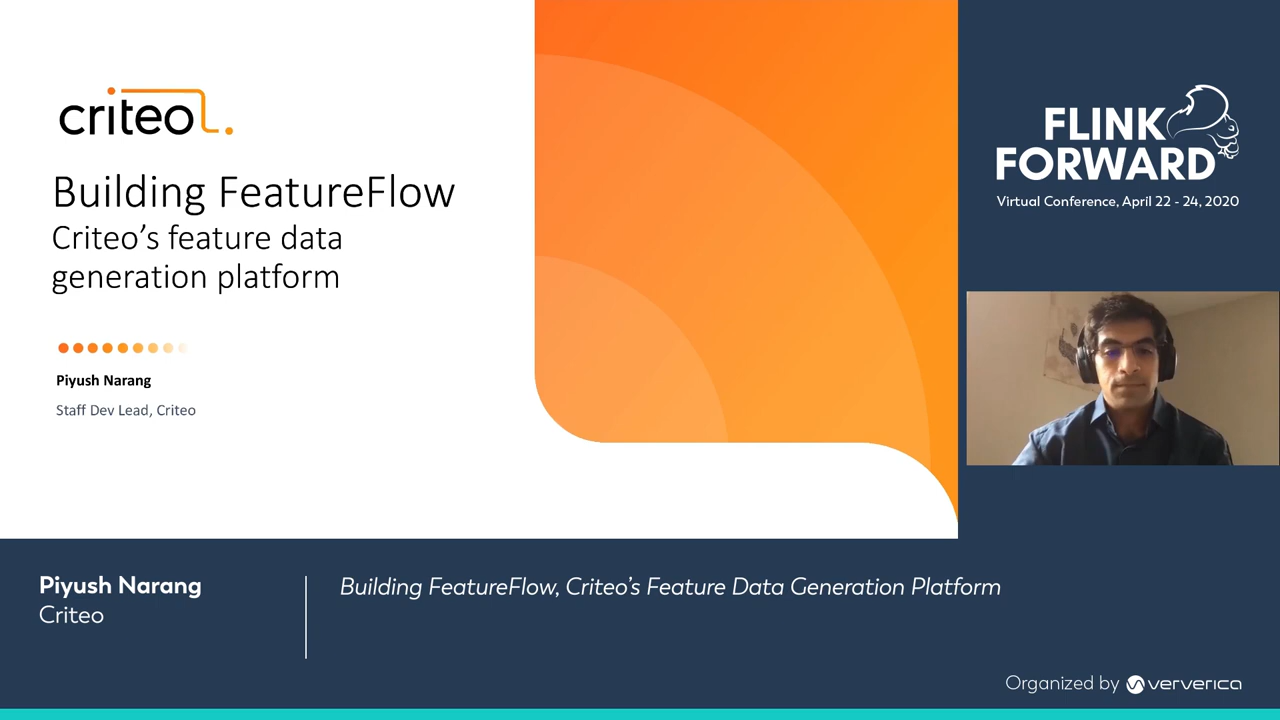 criteo
Building FeatureFlow
Criteo’s feature data
generation platform
Piyush Narang
Staff Dev Lead, Criteo
FLINK
FORWARD
Virtual Conference, April 22 - 24, 2020
Piyush Narang
Criteo
Building FeatureFlow, Criteo’s Feature Data Generation Platform
Organized by ververica